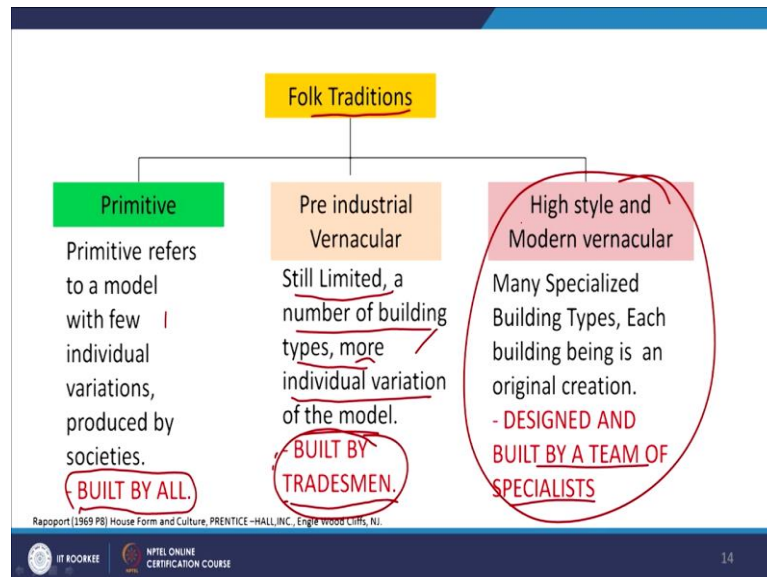 Folk Traditions
Primitive
Primitive refers
to a model
with few
individual
variations,
produced by
societies.
- BUILT BY ALL.
Pre industrial
Vernacular
Still Limited, a
number of building
types, more
individual variation
of the model.
- BUILT BY
TRADESMEN.
High style and
Modern vernacular
Many Specialized
Building Types, Each
building being is an
original creation.
- DESIGNED AND
BUILT BY A TEAM OF
SPECIALISTS
Rapoport (1969 P8) House Form and Culture, PRENTICE –HALL,INC., Engle Wood Cliffs, NJ.
IIT ROORKEE
NPTEL ONLINE
CERTIFICATION COURSE
14